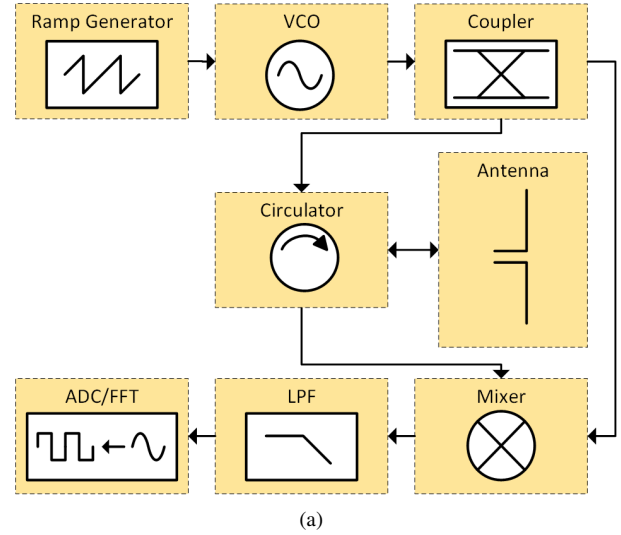 Ramp Generator
VCO
Coupler
Circulator
Antenna
ADC/FFT
LPF
Mixer
(a)